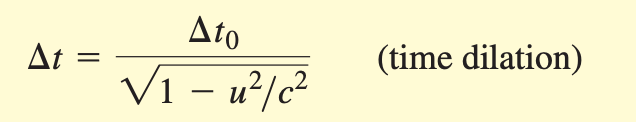 Δt = Δt₀ / √(1 − u²/c²) (time dilation)